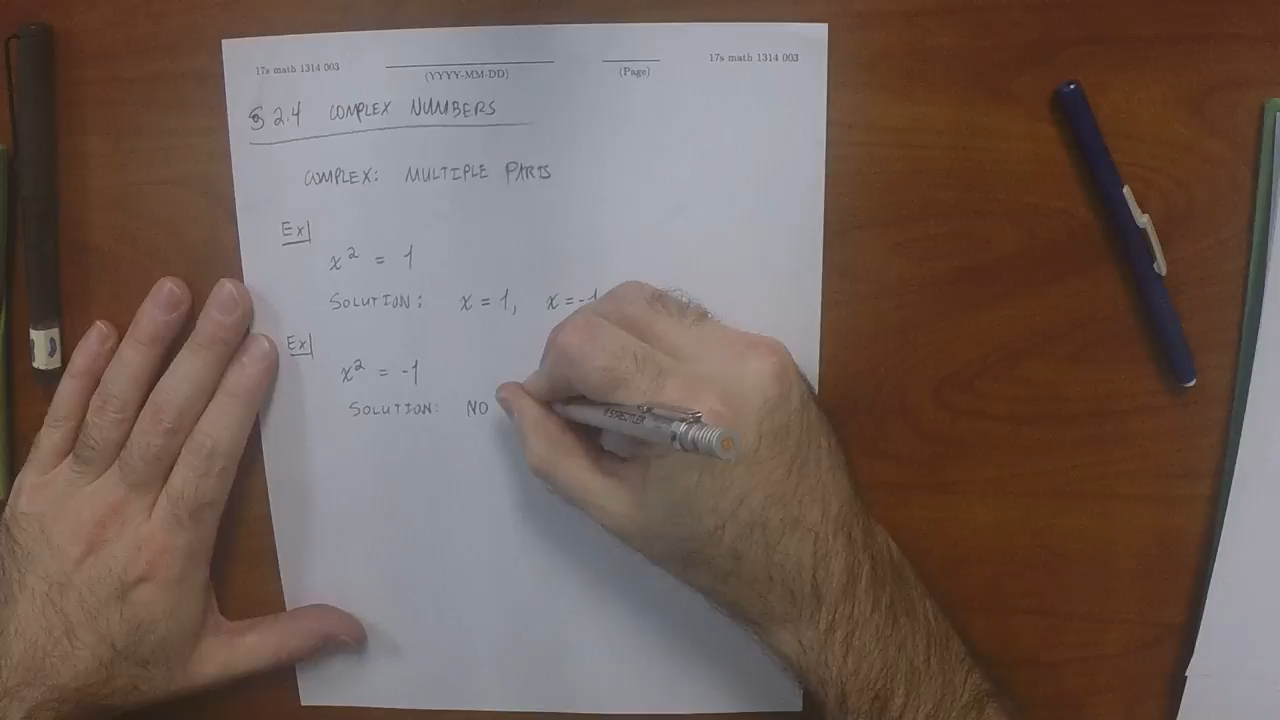 17s math 1314 003 (YYYY-MM-DD) (Page) 17s math 1314 003
§ 2.4 COMPLEX NUMBERS
COMPLEX: MULTIPLE PARTS
Ex
x² = 1
SOLUTION: x = 1, x = -1
Ex
x² = -1
SOLUTION: NO
STAEDTLER